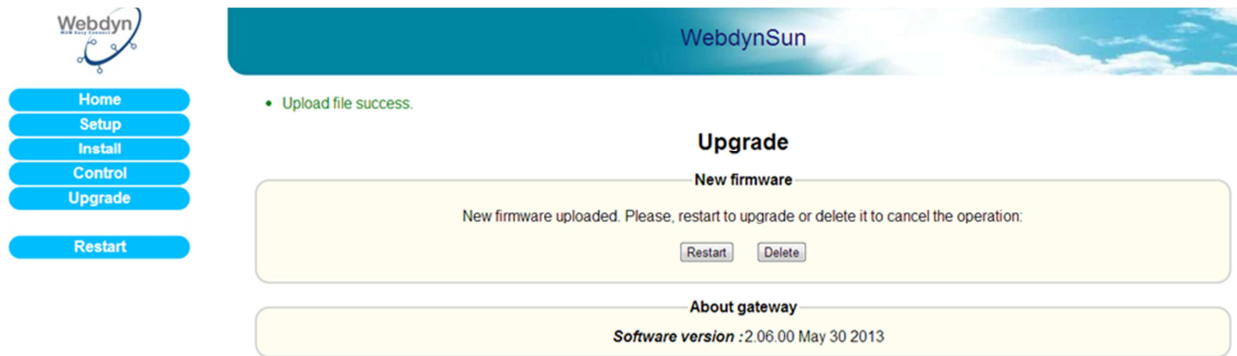 Webdyn
M2M Easy Connect
WebdynSun
Home
Setup
Install
Control
Upgrade
Restart
• Upload file success.
Upgrade
New firmware
New firmware uploaded. Please, restart to upgrade or delete it to cancel the operation:
Restart Delete
About gateway
Software version :2.06.00 May 30 2013